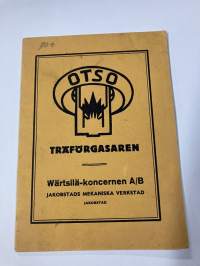 OTSO
TRÄFÖRGASAREN
Wärtsilä-koncernen A/B
JAKOBSTADS MEKANISKA VERKSTAD
JAKOBSTAD